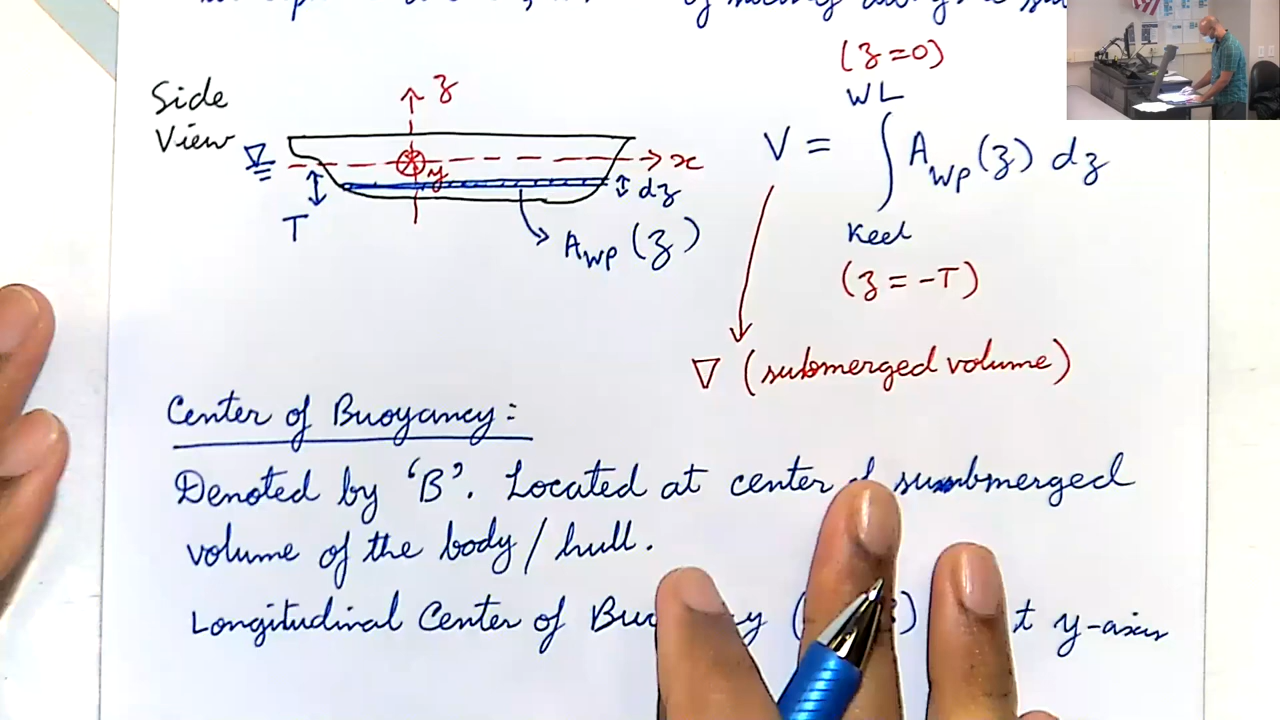 Side
View
z
x
y
T
dz
A_WP (z)
(z=0)
WL
V = ∫ A_WP (z) dz
Keel
(z = -T)
∇ (submerged volume)
Center of Buoyancy:
Denoted by 'B'. Located at center of submerged
volume of the body / hull.
Longitudinal Center of y-axis